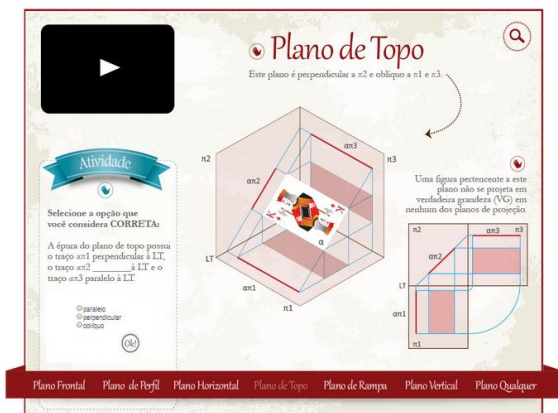 Plano de Topo
Este plano é perpendicular a π2 e oblíquo a π1 e π3.
Atividade
Selecione a opção que
você considera CORRETA:
A épura do plano de topo possui
o traço απ1 perpendicular à LT,
o traço απ2 ________ à LT e o
traço απ3 paralelo à LT.
paralelo
perpendicular
oblíquo
Ok!
π2
απ3
π3
απ2
α
LT
απ1
π1
Uma figura pertencente a este
plano não se projeta em
verdadeira grandeza (VG) em
nenhum dos planos de projeção.
π2
απ3
π3
απ2
LT
απ1
π1
Plano Frontal
Plano de Perfil
Plano Horizontal
Plano de Topo
Plano de Rampa
Plano Vertical
Plano Qualquer